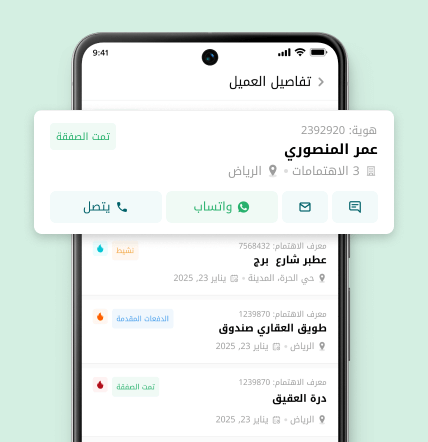 9:41
تفاصيل العميل
هوية: 2392920
تمت الصفقة
عمر المنصوري
3 الاهتمامات • الرياض
واتساب
يتصل
معرف الاهتمام: 7568432
نشيط
عطبر شارع برج
حي الحرة، المدينة • يناير 23, 2025
معرف الاهتمام: 1239870
الدفعات المقدمة
طويق العقاري صندوق
الرياض • يناير 23, 2025
معرف الاهتمام: 1239870
تمت الصفقة
درة العقيق
الرياض • يناير 23, 2025